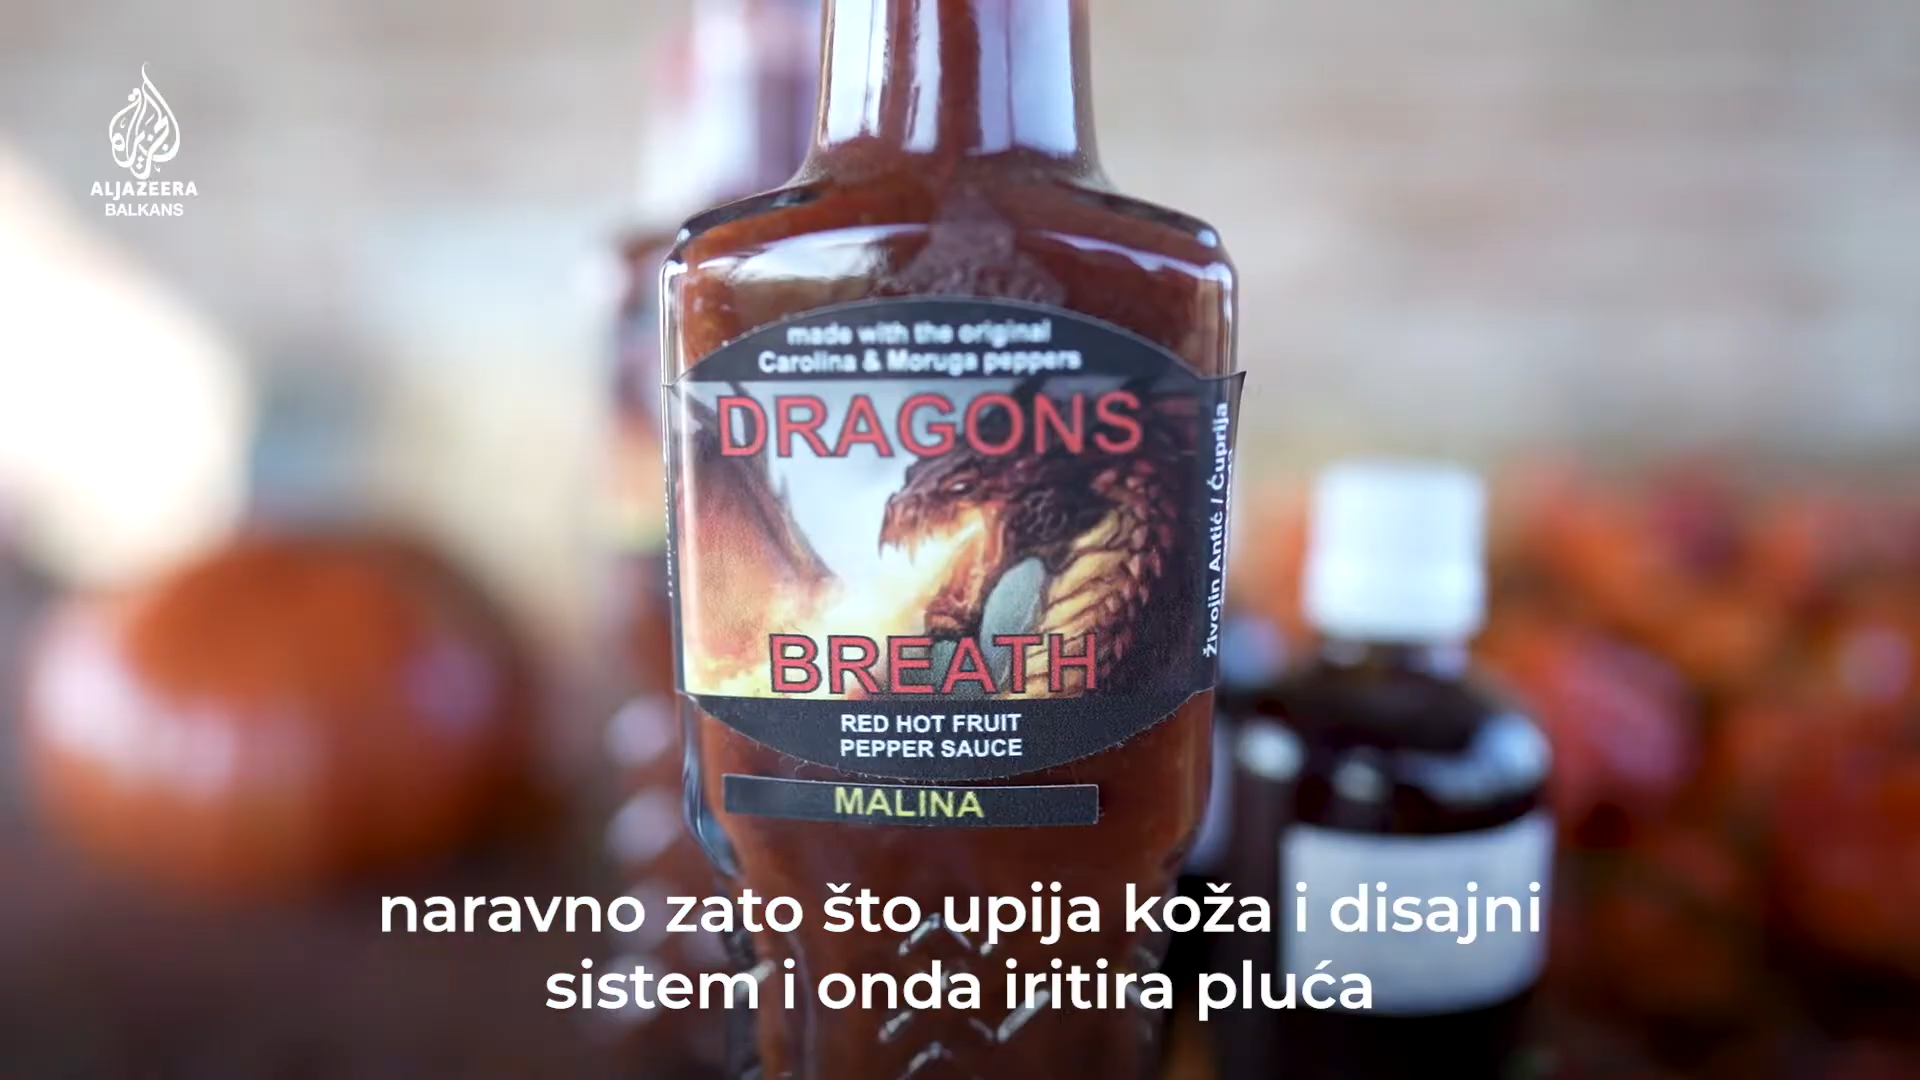 ALJAZEERA
BALKANS
made with the original
Carolina & Moruga peppers
DRAGONS
BREATH
RED HOT FRUIT
PEPPER SAUCE
MALINA
Živojin Antić / Ćuprija
naravno zato što upija koža i disajni
sistem i onda iritira pluća